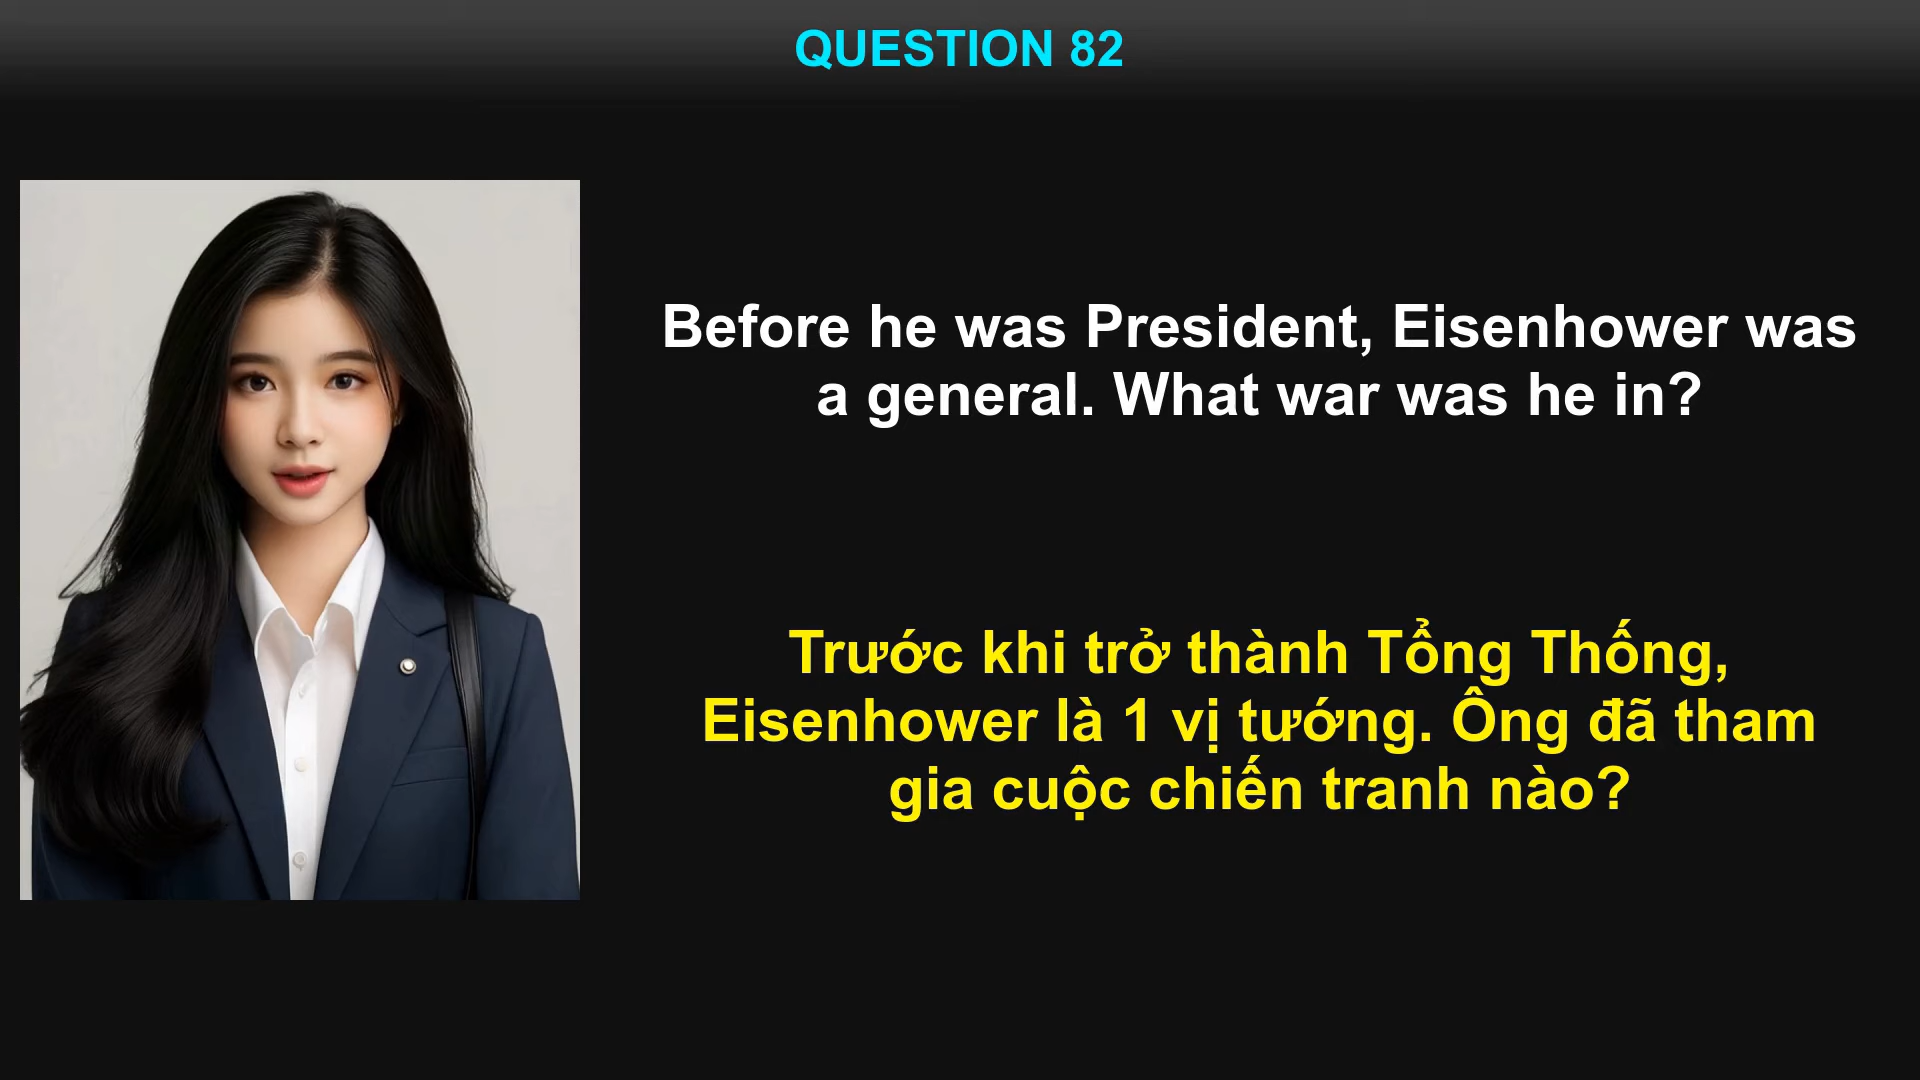 QUESTION 82
Before he was President, Eisenhower was
a general. What war was he in?
Trước khi trở thành Tổng Thống,
Eisenhower là 1 vị tướng. Ông đã tham
gia cuộc chiến tranh nào?